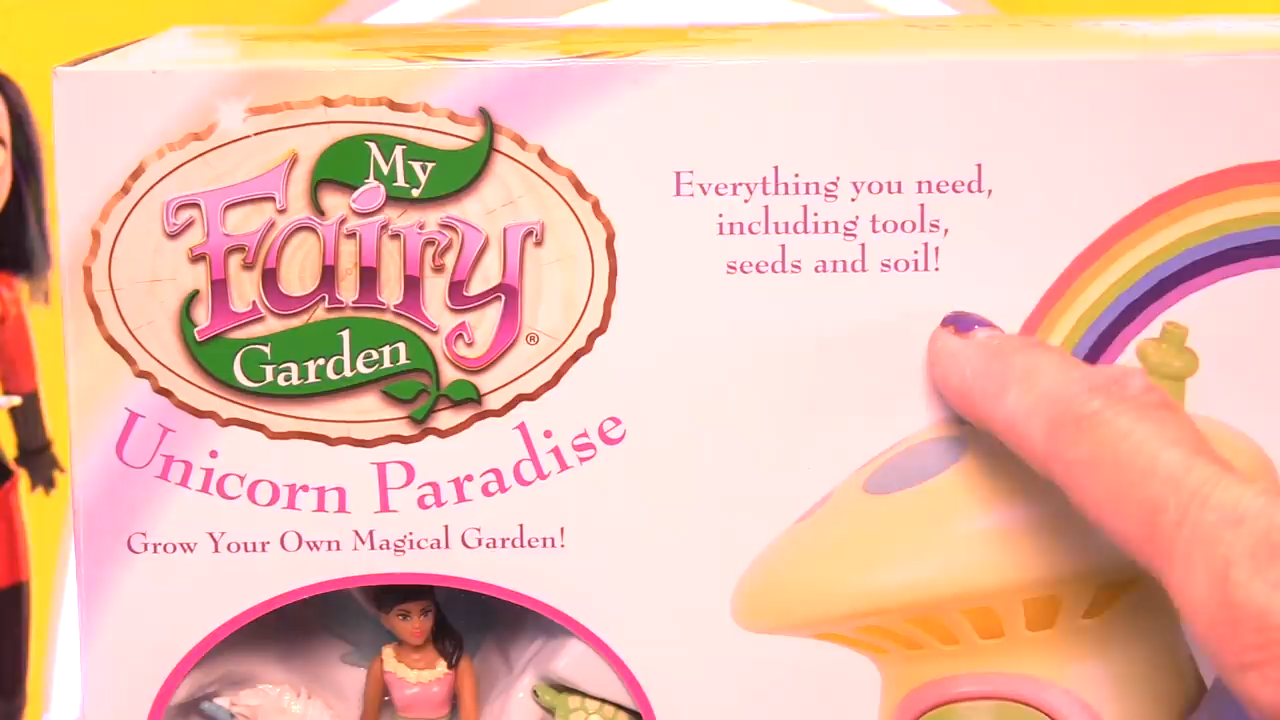 My
Fairy
Garden
®
Unicorn Paradise
Grow Your Own Magical Garden!
Everything you need,
including tools,
seeds and soil!